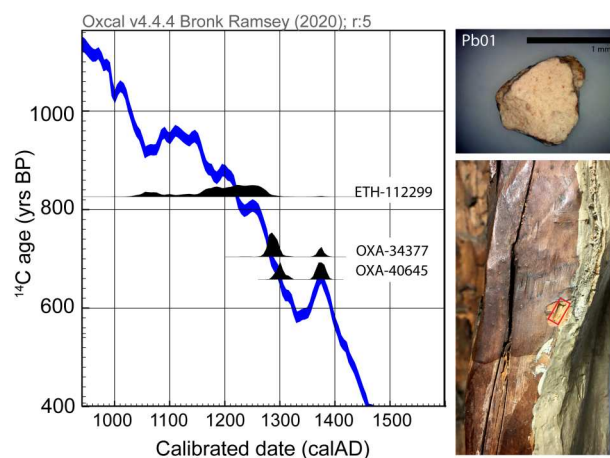 Oxcal v4.4.4 Bronk Ramsey (2020); r:5
Pb01
1 mm
1000
800
600
400
¹⁴C age (yrs BP)
ETH-112299
OXA-34377
OXA-40645
1000 1100 1200 1300 1400 1500
Calibrated date (calAD)